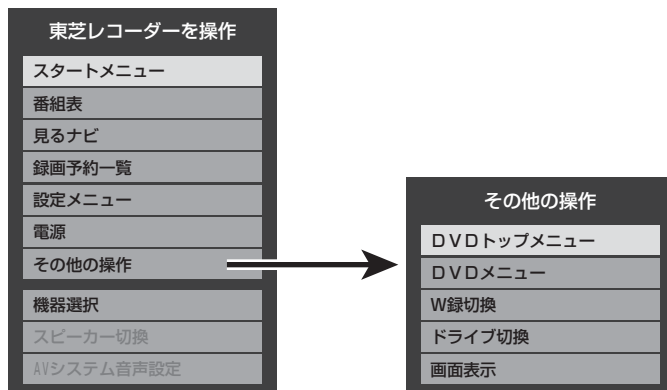 東芝レコーダーを操作
スタートメニュー
番組表
見るナビ
録画予約一覧
設定メニュー
電源
その他の操作
機器選択
スピーカー切換
AVシステム音声設定
その他の操作
ＤＶＤトップメニュー
ＤＶＤメニュー
W録切換
ドライブ切換
画面表示